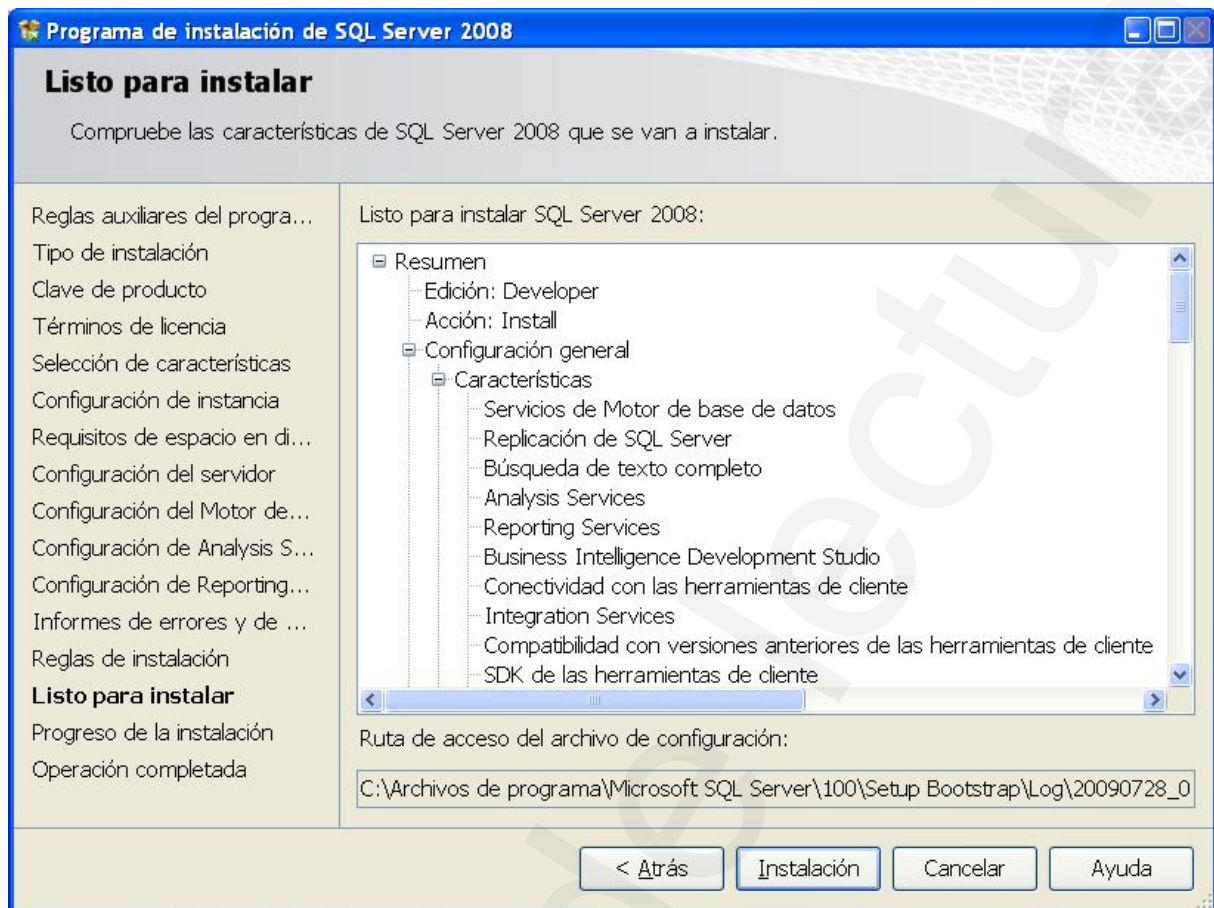 Programa de instalación de SQL Server 2008
Listo para instalar
Compruebe las características de SQL Server 2008 que se van a instalar.
Reglas auxiliares del progra...
Tipo de instalación
Clave de producto
Términos de licencia
Selección de características
Configuración de instancia
Requisitos de espacio en di...
Configuración del servidor
Configuración del Motor de...
Configuración de Analysis S...
Configuración de Reporting...
Informes de errores y de ...
Reglas de instalación
Listo para instalar
Progreso de la instalación
Operación completada
Listo para instalar SQL Server 2008:
Resumen
Edición: Developer
Acción: Install
Configuración general
Características
Servicios de Motor de base de datos
Replicación de SQL Server
Búsqueda de texto completo
Analysis Services
Reporting Services
Business Intelligence Development Studio
Conectividad con las herramientas de cliente
Integration Services
Compatibilidad con versiones anteriores de las herramientas de cliente
SDK de las herramientas de cliente
Ruta de acceso del archivo de configuración:
C:\Archivos de programa\Microsoft SQL Server\100\Setup Bootstrap\Log\20090728_0
< Atrás
Instalación
Cancelar
Ayuda
de lectura